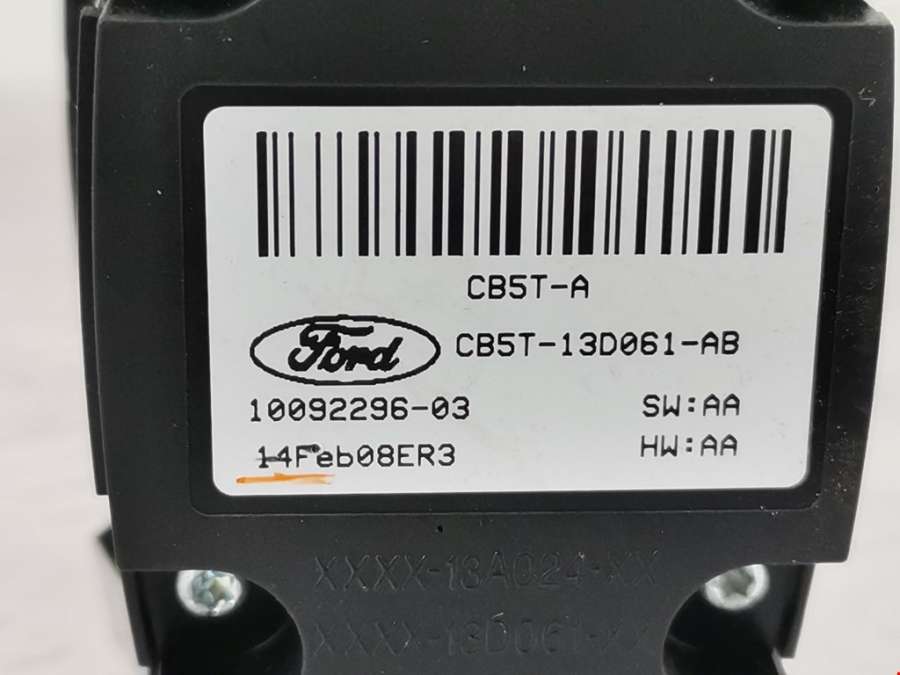 CB5T-A
Ford CB5T-13D061-AB
10092296-03 SW:AA
14Feb08ER3 HW:AA
XXXX-13A024-XX
XXXX-13D061-XX